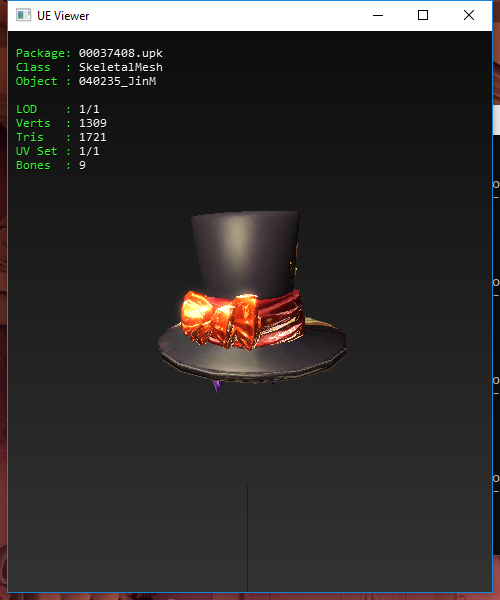 UE Viewer
Package: 00037408.upk
Class  : SkeletalMesh
Object : 040235_JinM
LOD    : 1/1
Verts  : 1309
Tris   : 1721
UV Set : 1/1
Bones  : 9